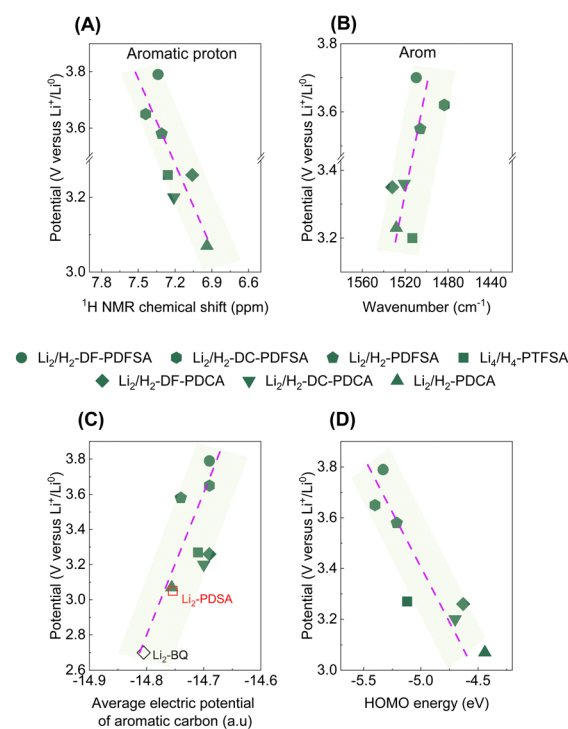 (A)
Aromatic proton
Potential (V versus Li⁺/Li⁰)
3.8
3.6
3.2
3.0
7.8 7.5 7.2 6.9 6.6
¹H NMR chemical shift (ppm)
(B)
Arom
Potential (V versus Li⁺/Li⁰)
3.8
3.6
3.4
3.2
1560 1520 1480 1440
Wavenumber (cm⁻¹)
Li₂/H₂-DF-PDFSA Li₂/H₂-DC-PDFSA Li₂/H₂-PDFSA Li₄/H₄-PTFSA
Li₂/H₂-DF-PDCA Li₂/H₂-DC-PDCA Li₂/H₂-PDCA
(C)
Potential (V versus Li⁺/Li⁰)
3.8
3.6
3.4
3.2
3.0
2.8
2.6
Li₂-PDSA
Li₂-BQ
-14.9 -14.8 -14.7 -14.6
Average electric potential
of aromatic carbon (a.u)
(D)
Potential (V versus Li⁺/Li⁰)
3.8
3.6
3.4
3.2
3.0
-5.5 -5.0 -4.5
HOMO energy (eV)